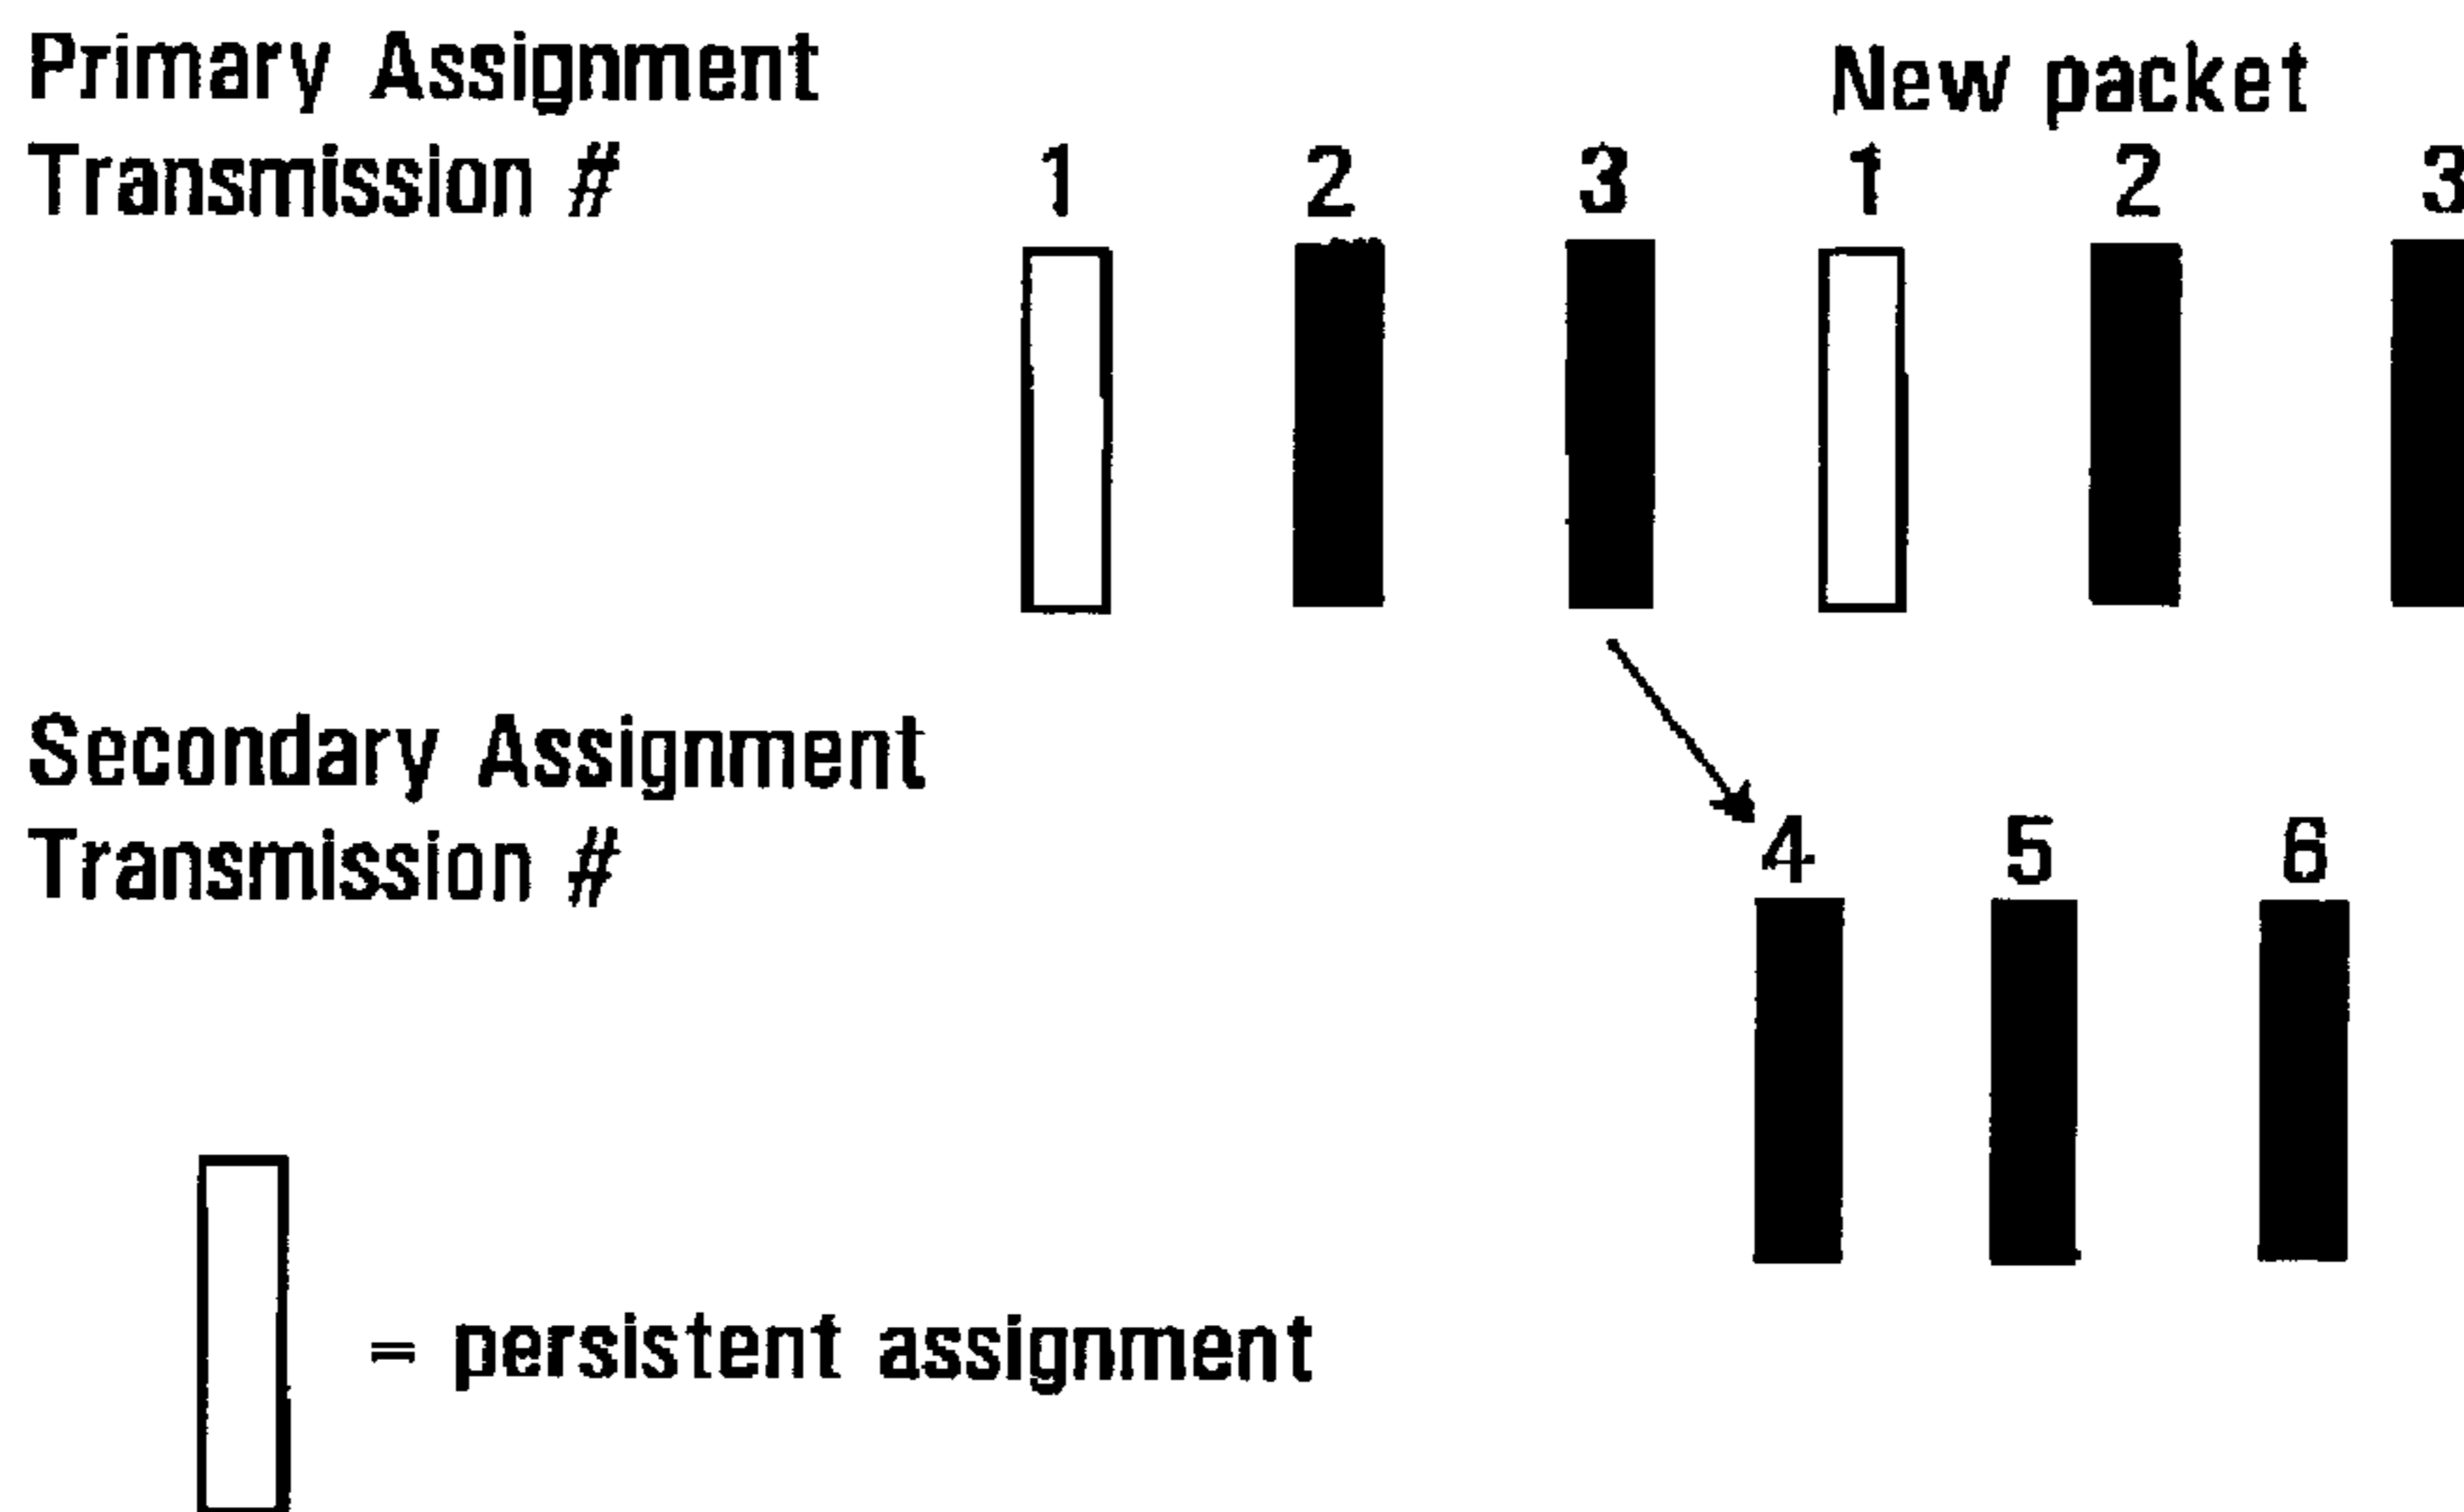 Primary Assignment
New packet
Transmission # 1 2 3 1 2 3
Secondary Assignment
Transmission # 4 5 6
= persistent assignment